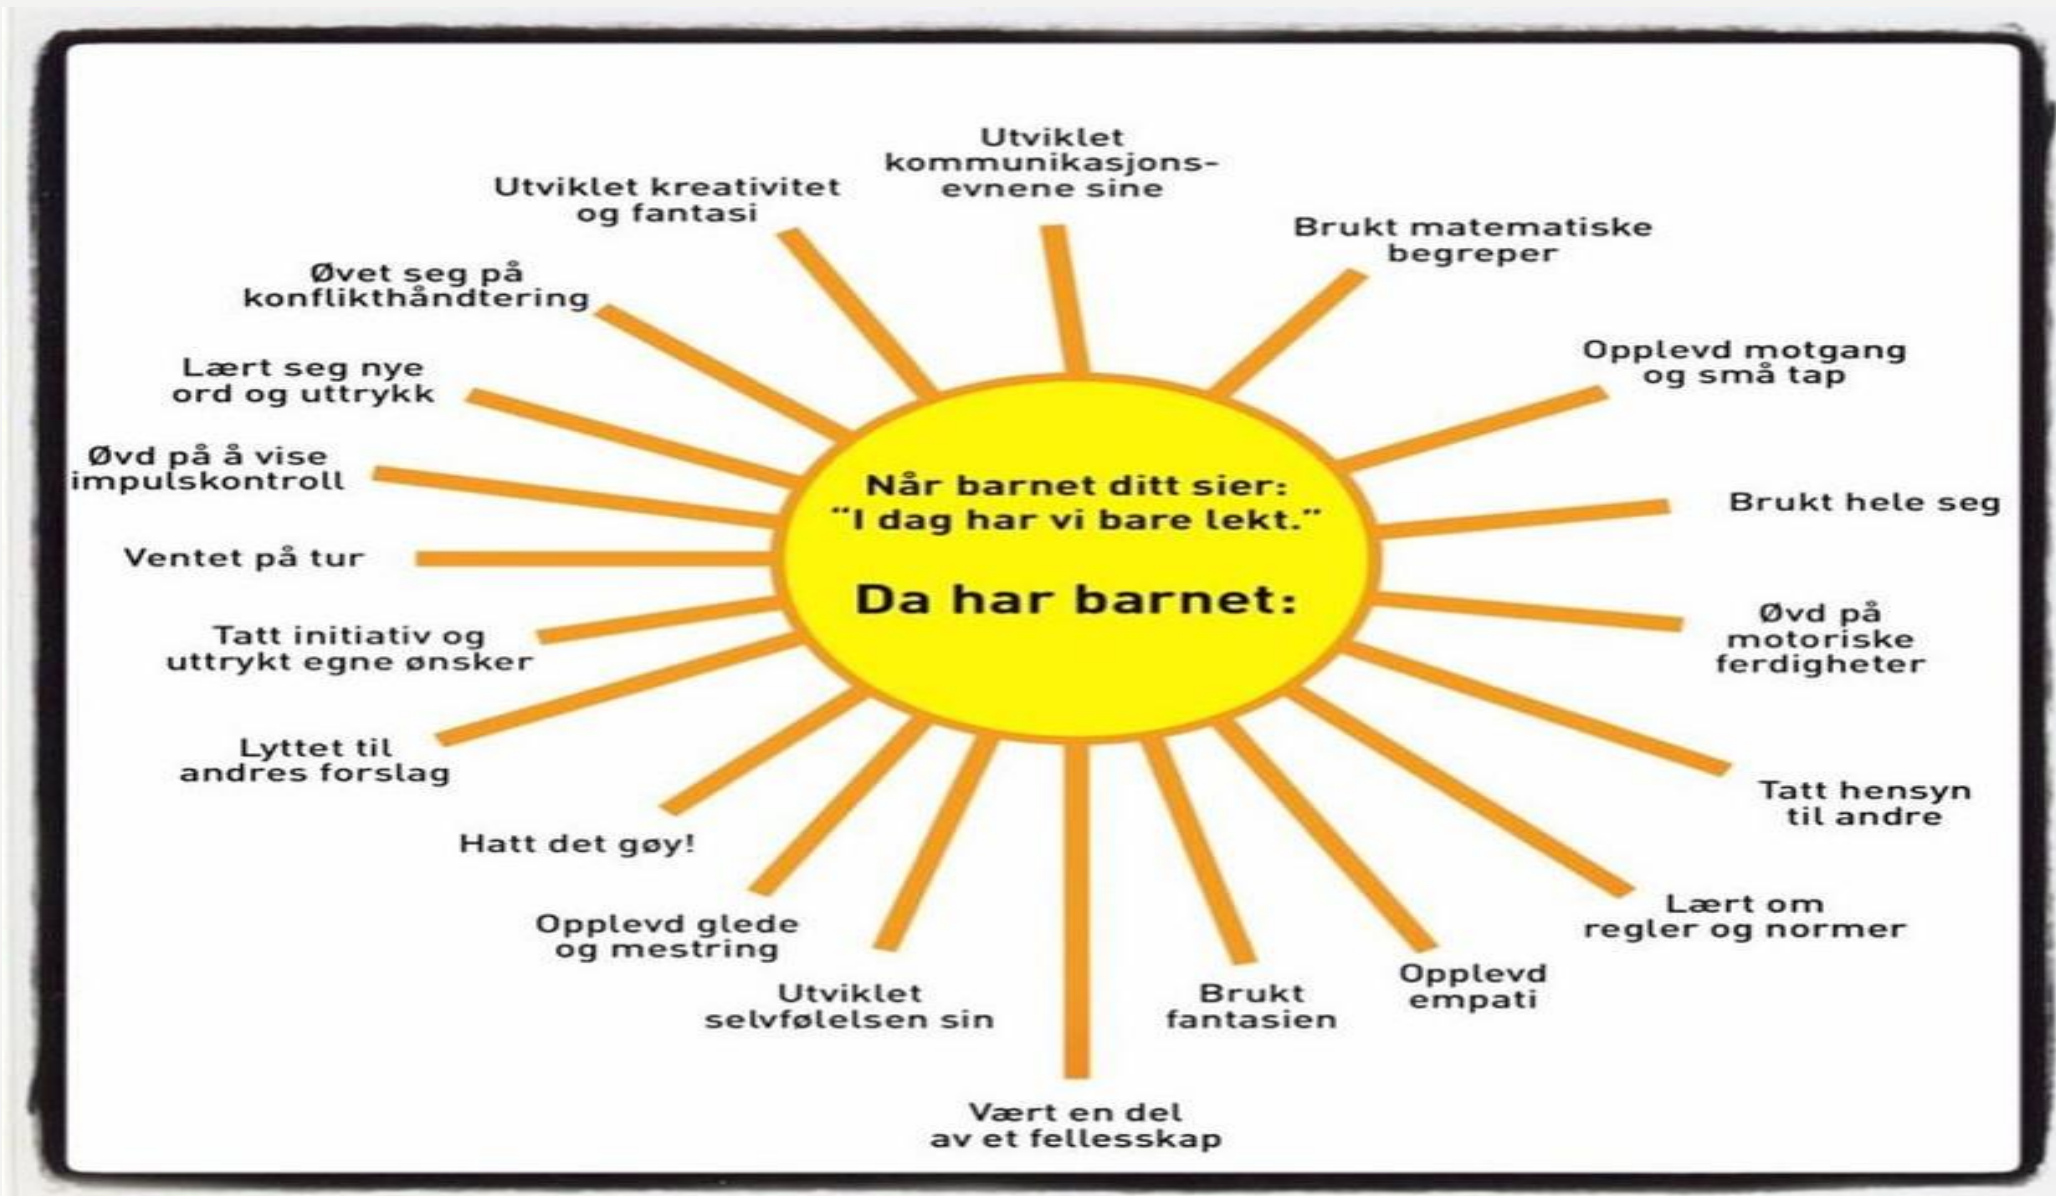 Når barnet ditt sier:
“I dag har vi bare lekt.”
Da har barnet:
Utviklet
kommunikasjons-
evnene sine
Brukt matematiske
begreper
Opplevd motgang
og små tap
Brukt hele seg
Øvd på
motoriske
ferdigheter
Tatt hensyn
til andre
Lært om
regler og normer
Opplevd
empati
Brukt
fantasien
Vært en del
av et fellesskap
Utviklet
selvfølelsen sin
Opplevd glede
og mestring
Hatt det gøy!
Lyttet til
andres forslag
Tatt initiativ og
uttrykt egne ønsker
Ventet på tur
Øvd på å vise
impulskontroll
Lært seg nye
ord og uttrykk
Øvet seg på
konflikthåndtering
Utviklet kreativitet
og fantasi